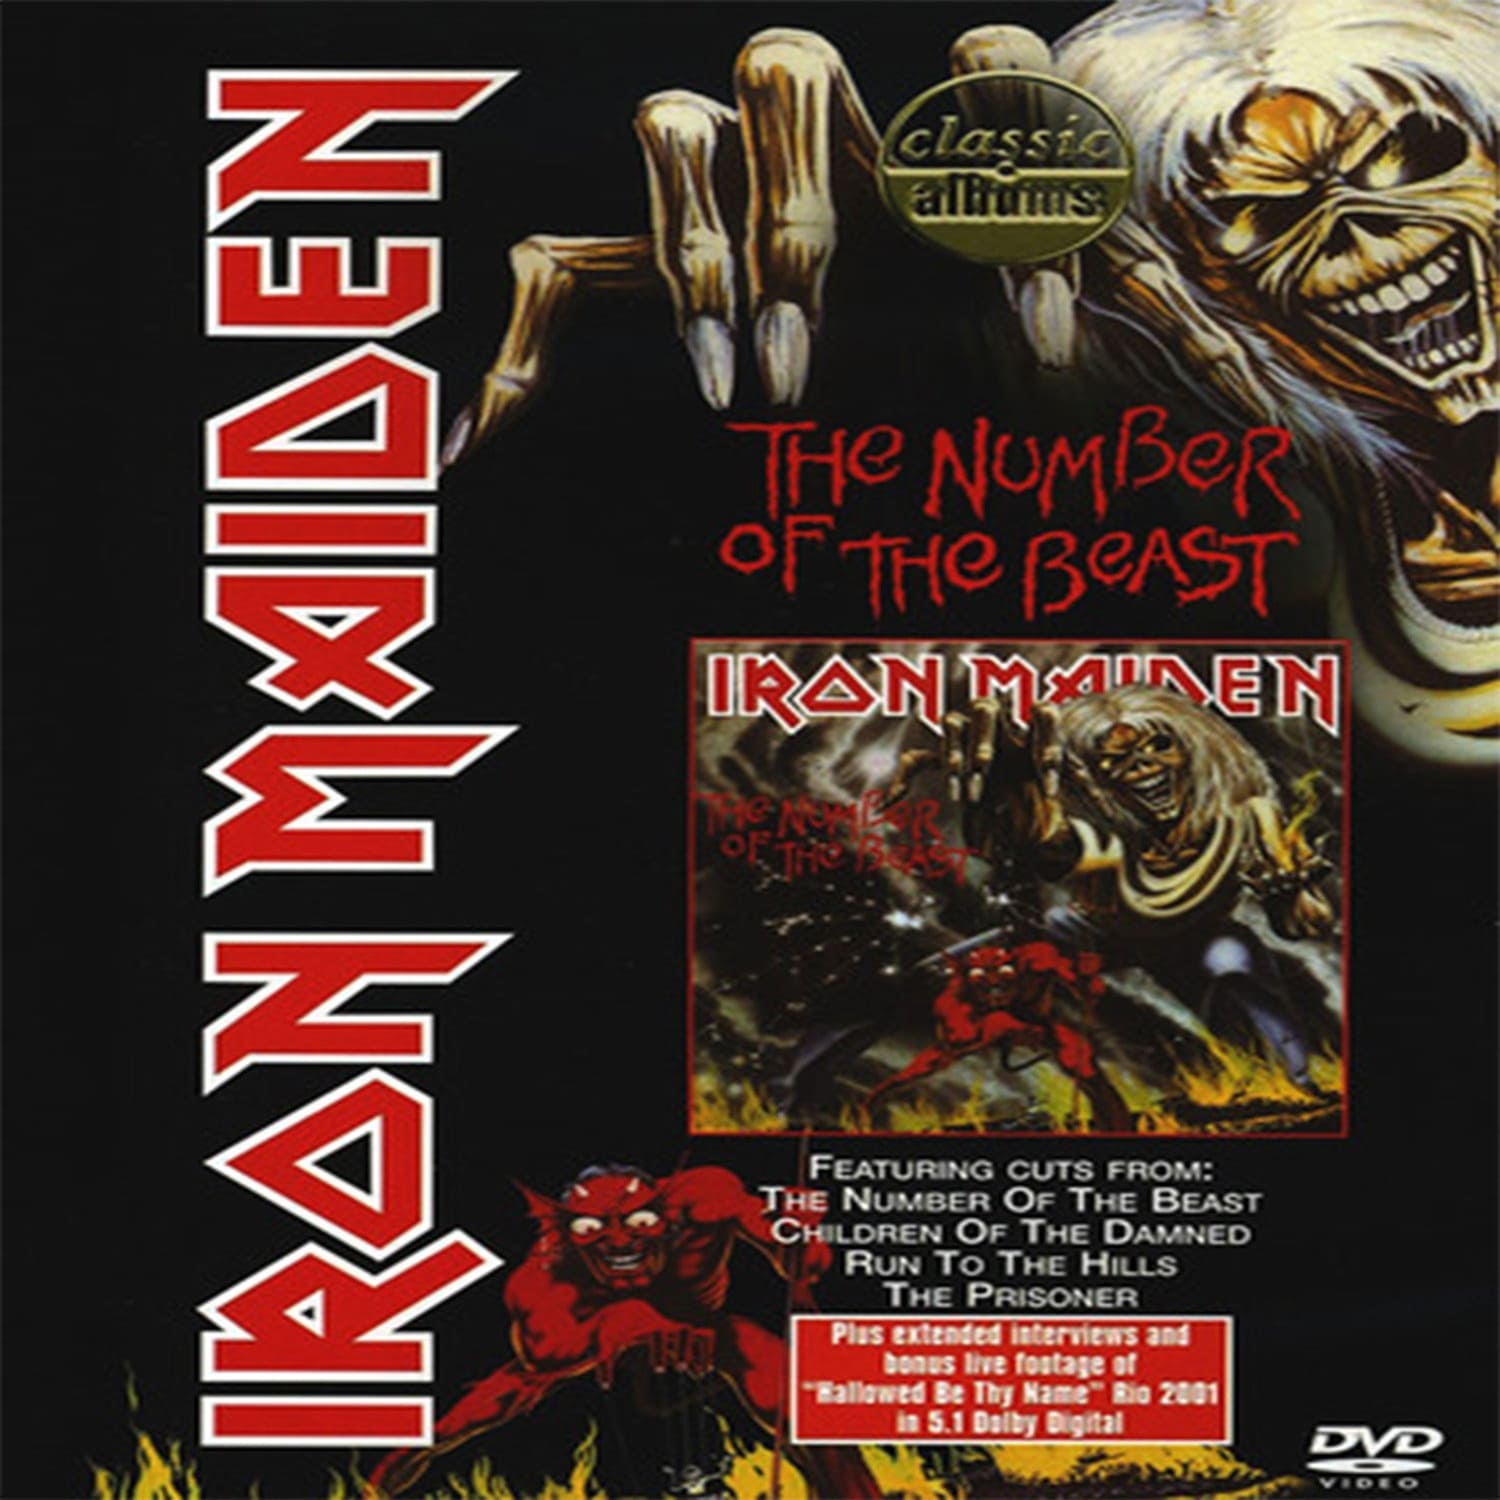 IRON MAIDEN
classic
albums
THE NUMBER
OF THE BEAST
IRON MAIDEN
THE NUMBER
OF THE BEAST
FEATURING CUTS FROM:
THE NUMBER OF THE BEAST
CHILDREN OF THE DAMNED
RUN TO THE HILLS
THE PRISONER
Plus extended interviews and
bonus live footage of
"Hallowed Be Thy Name" Rio 2001
in 5.1 Dolby Digital
DVD
VIDEO